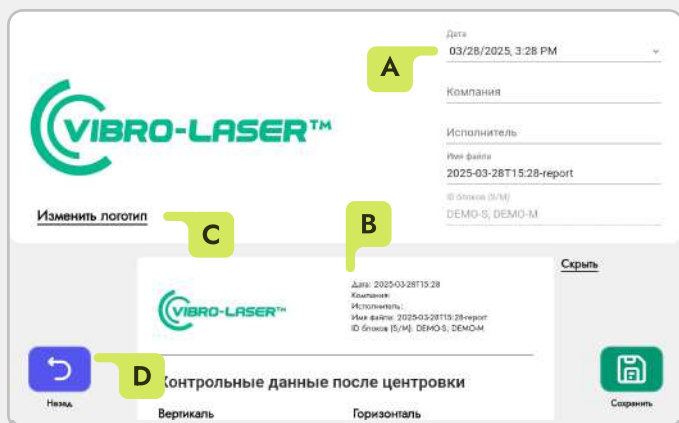 Дата
03/28/2025, 3:28 PM
A
Компания
VIBRO-LASER™
Исполнитель
Имя файла
2025-03-28T15:28-report
ID блоков (S/M)
DEMO-S, DEMO-M
Изменить логотип
C
B
Скрыть
VIBRO-LASER™
Дата: 2025-03-28T15:28
Компания:
Исполнитель:
Имя файла: 2025-03-28T15:28-report
ID блоков (S/M): DEMO-S, DEMO-M
D
Контрольные данные после центровки
Назад
Сохранить
Вертикаль
Горизонталь